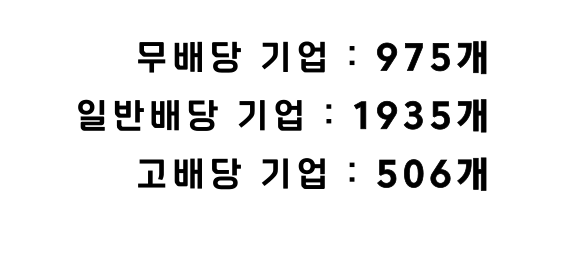 무배당 기업 : 975개
일반배당 기업 : 1935개
고배당 기업 : 506개